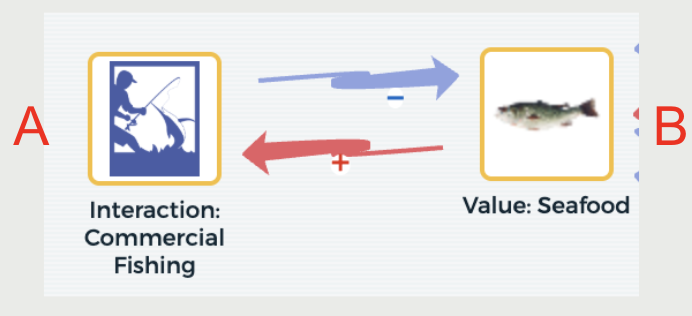 A
B
−
+
Interaction:
Commercial
Fishing
Value: Seafood